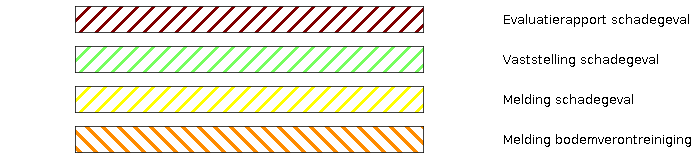 Evaluatierapport schadegeval
Vaststelling schadegeval
Melding schadegeval
Melding bodemverontreiniging